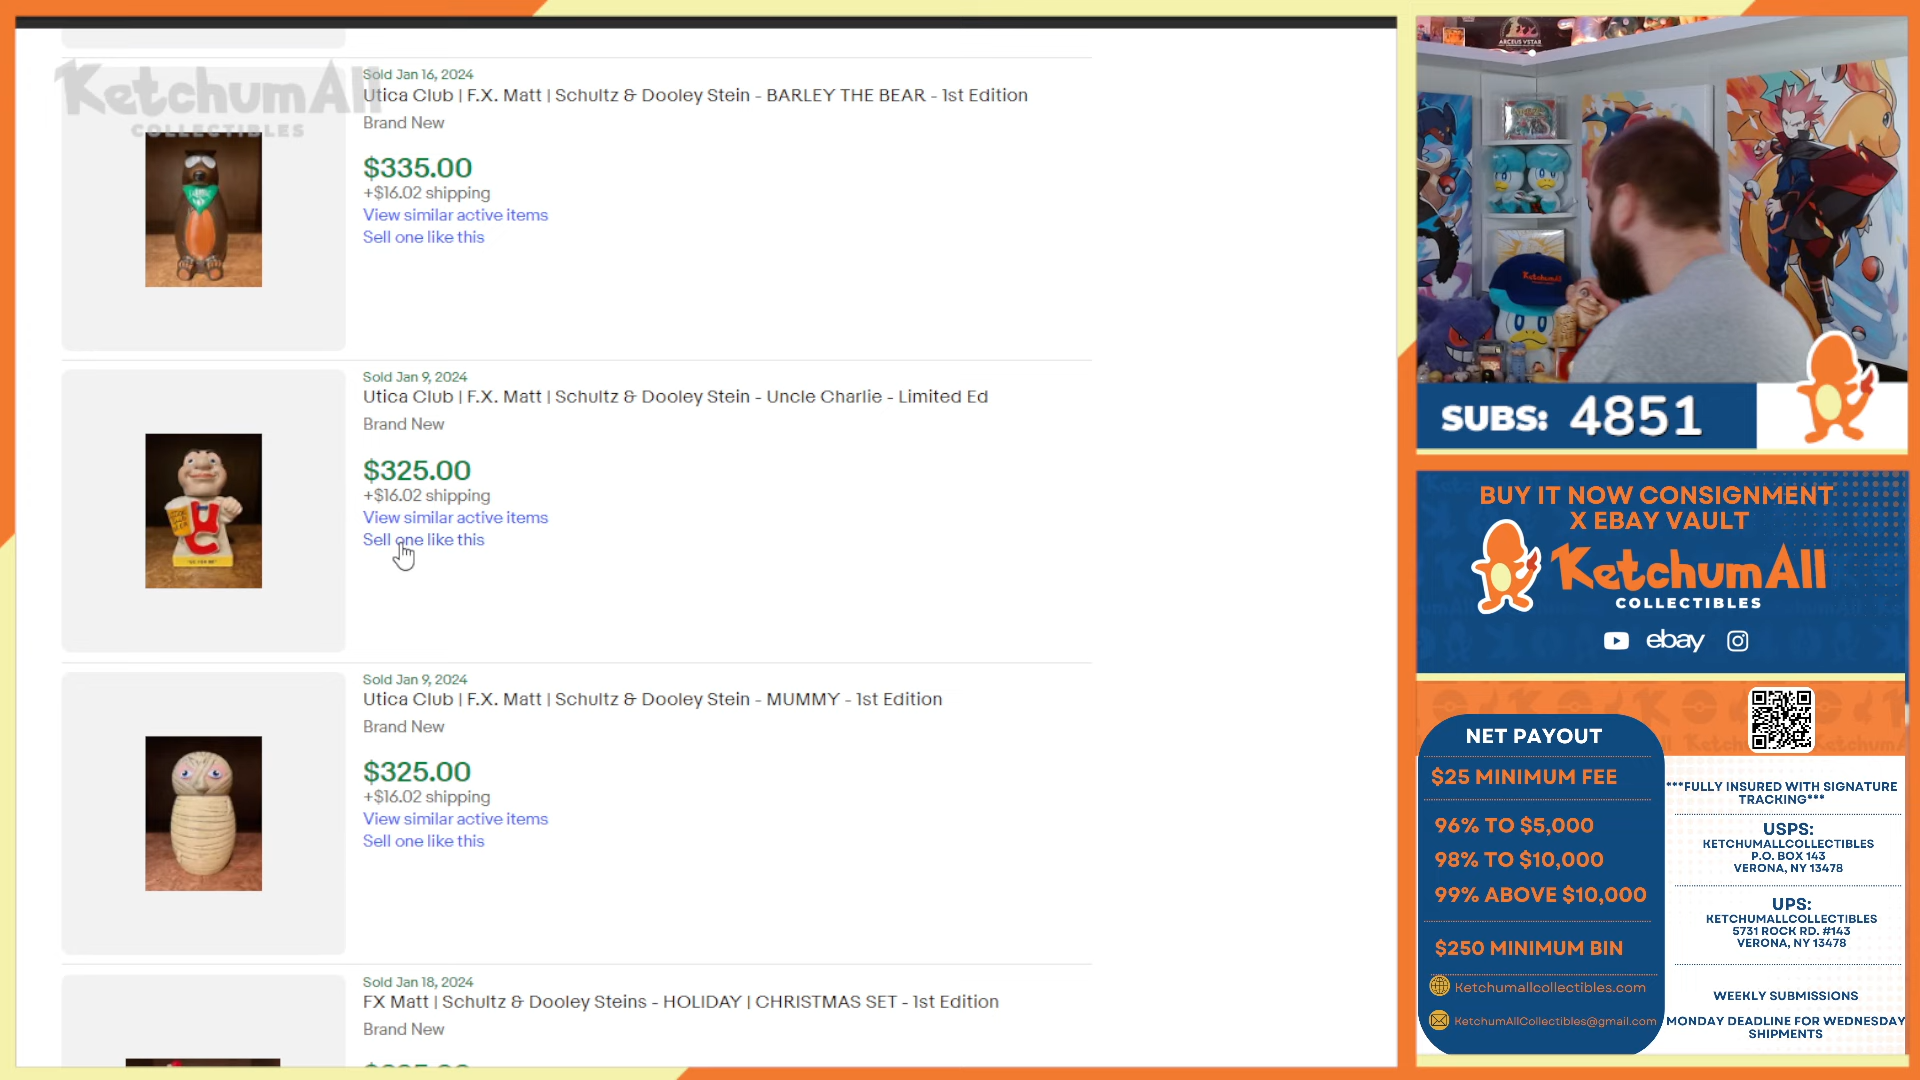 KetchumAll
COLLECTIBLES
Sold Jan 16, 2024
Utica Club | F.X. Matt | Schultz & Dooley Stein - BARLEY THE BEAR - 1st Edition
Brand New
$335.00
+$16.02 shipping
View similar active items
Sell one like this
Sold Jan 9, 2024
Utica Club | F.X. Matt | Schultz & Dooley Stein - Uncle Charlie - Limited Ed
Brand New
$325.00
+$16.02 shipping
View similar active items
Sell one like this
Sold Jan 9, 2024
Utica Club | F.X. Matt | Schultz & Dooley Stein - MUMMY - 1st Edition
Brand New
$325.00
+$16.02 shipping
View similar active items
Sell one like this
Sold Jan 18, 2024
FX Matt | Schultz & Dooley Steins - HOLIDAY | CHRISTMAS SET - 1st Edition
Brand New
ARCEUS VSTAR
KetchumAll
SUBS: 4851
BUY IT NOW CONSIGNMENT
X EBAY VAULT
KetchumAll
COLLECTIBLES
ebay
NET PAYOUT
$25 MINIMUM FEE
96% TO $5,000
98% TO $10,000
99% ABOVE $10,000
$250 MINIMUM BIN
Ketchumallcollectibles.com
KetchumAllCollectibles@gmail.com
***FULLY INSURED WITH SIGNATURE
TRACKING***
USPS:
KETCHUMALLCOLLECTIBLES
P.O. BOX 143
VERONA, NY 13478
UPS:
KETCHUMALLCOLLECTIBLES
5731 ROCK RD. #143
VERONA, NY 13478
WEEKLY SUBMISSIONS
MONDAY DEADLINE FOR WEDNESDAY
SHIPMENTS